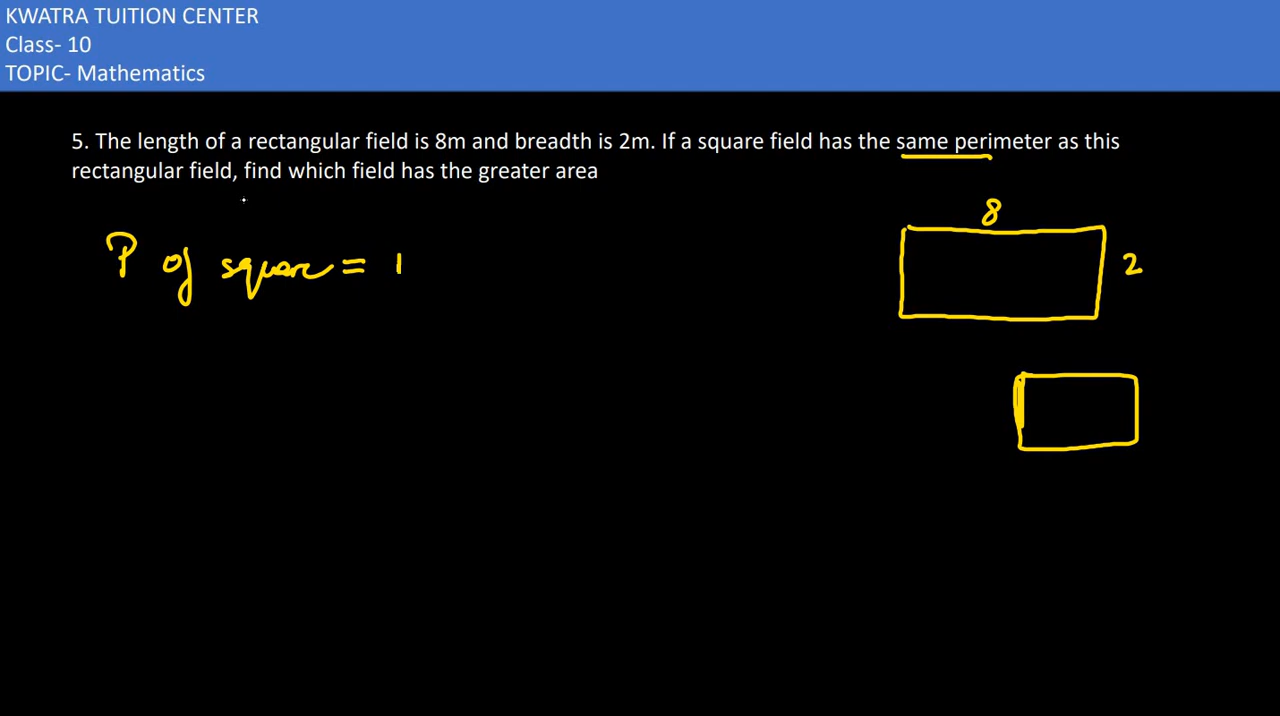 KWATRA TUITION CENTER
Class- 10
TOPIC- Mathematics
5. The length of a rectangular field is 8m and breadth is 2m. If a square field has the same perimeter as this
rectangular field, find which field has the greater area
8
P of square = 1
2